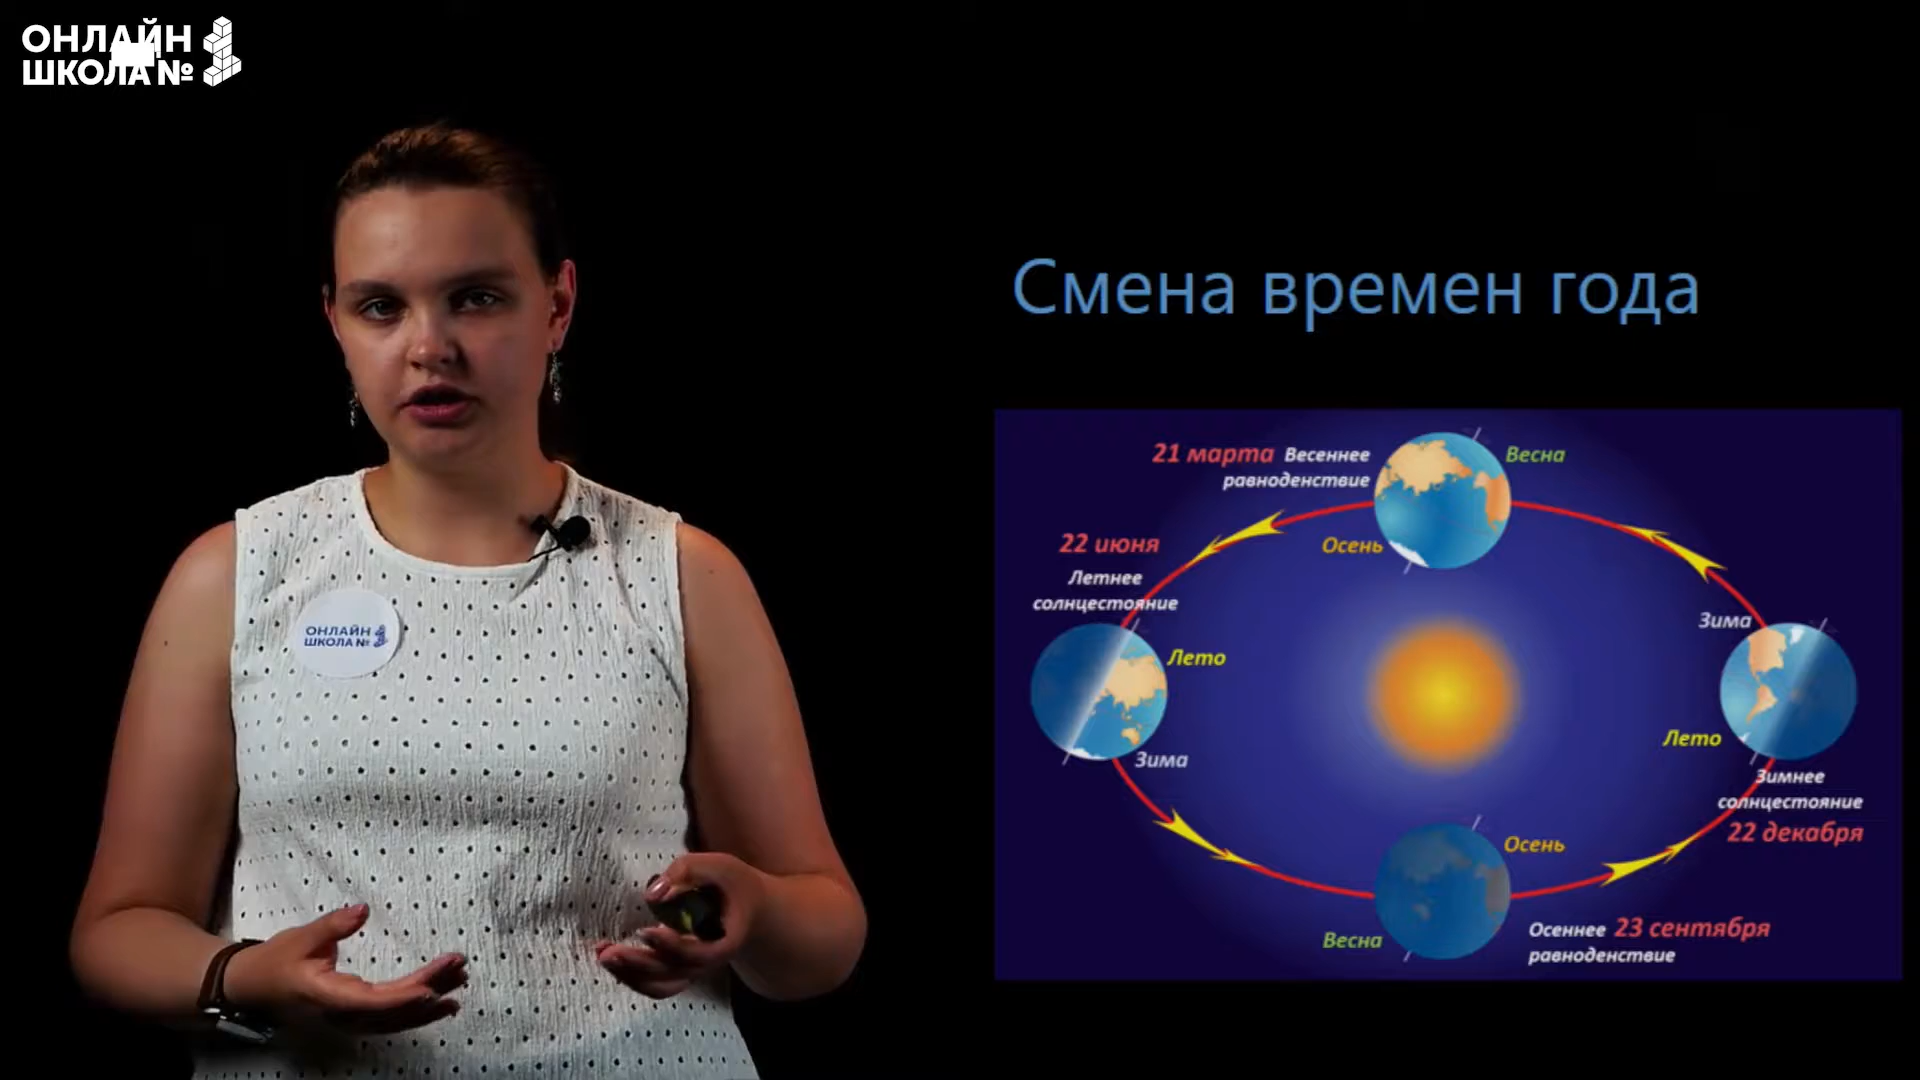 ОНЛАЙН
ШКОЛА №
Смена времен года
21 марта Весеннее
равноденствие
Весна
Осень
22 июня
Летнее
солнцестояние
Лето
Зима
Зима
Лето
Зимнее
солнцестояние
22 декабря
Осень
Весна
Осеннее 23 сентября
равноденствие
ОНЛАЙН
ШКОЛА №